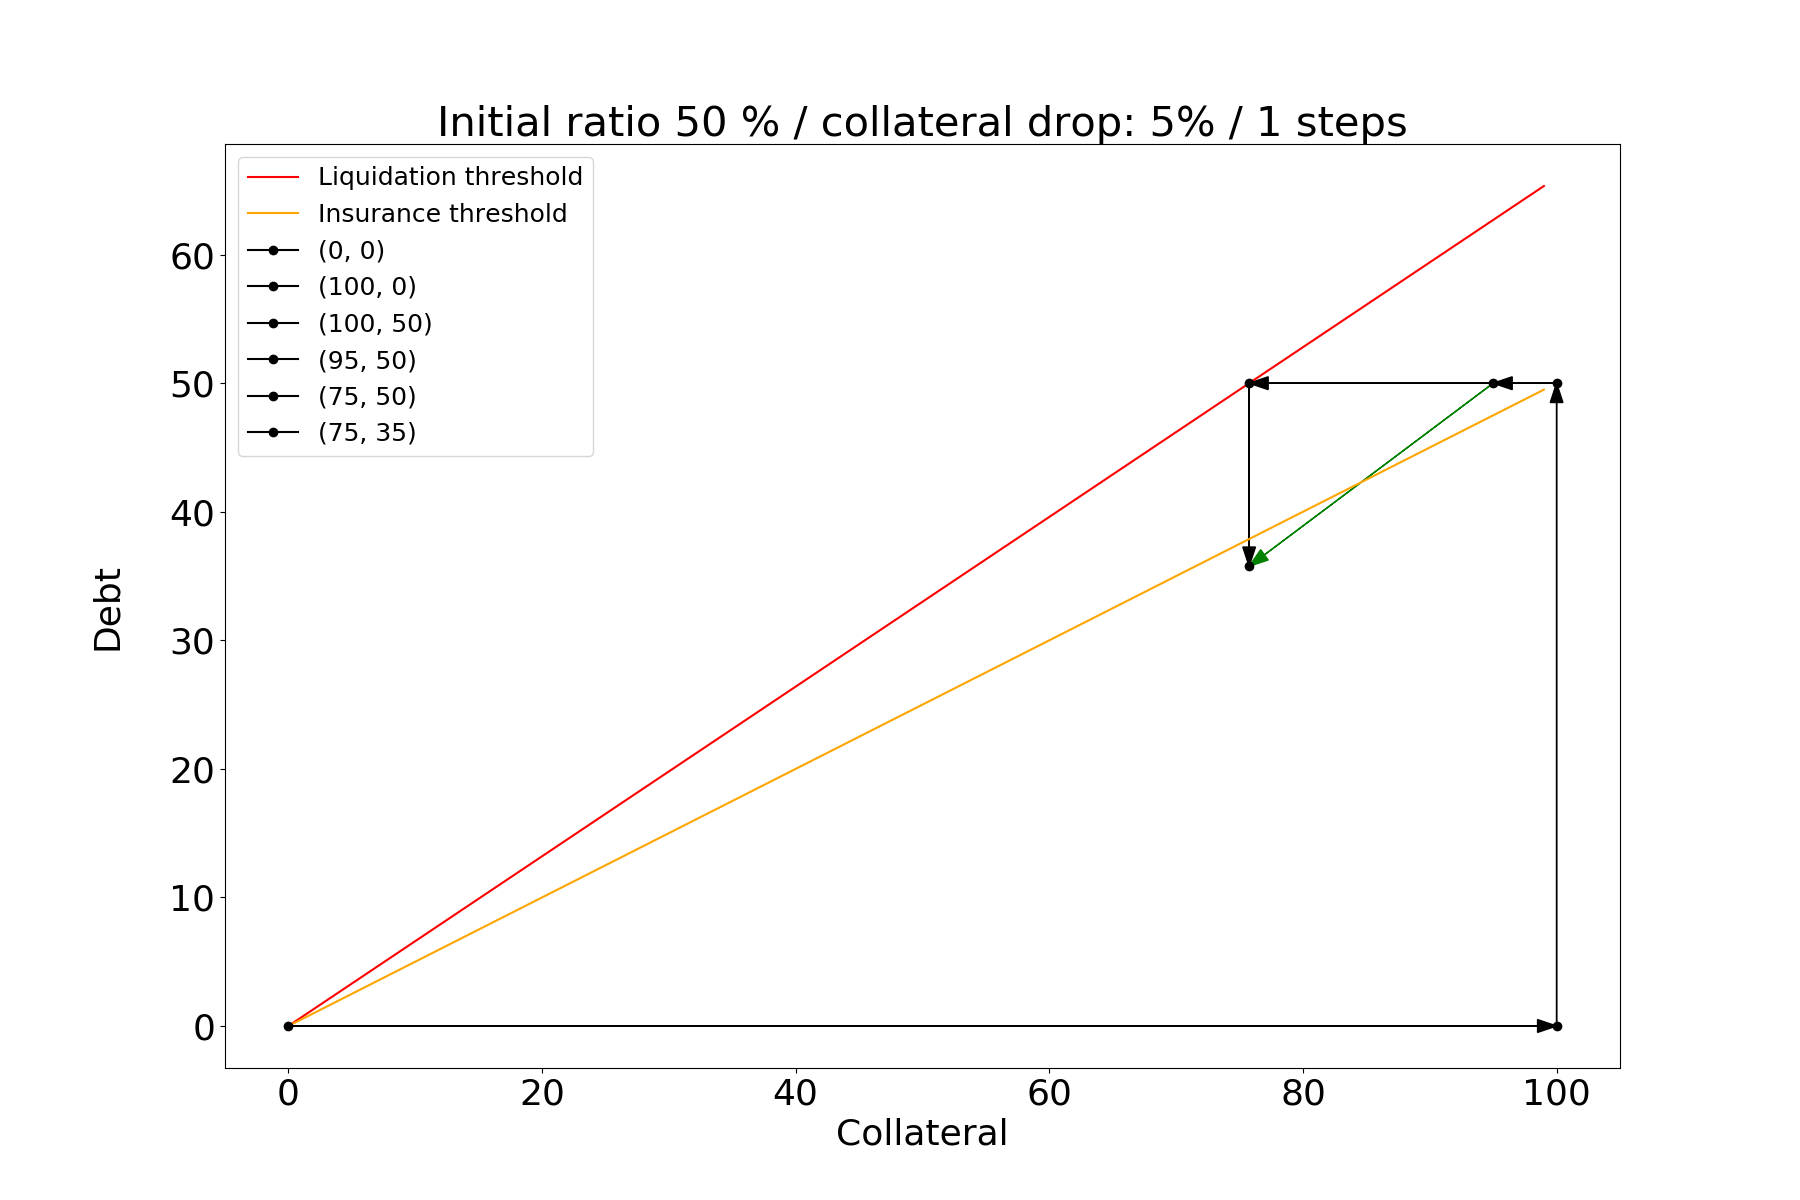 Initial ratio 50 % / collateral drop: 5% / 1 steps
Liquidation threshold
Insurance threshold
(0, 0)
(100, 0)
(100, 50)
(95, 50)
(75, 50)
(75, 35)
60
50
40
30
20
10
0
Debt
0 20 40 60 80 100
Collateral